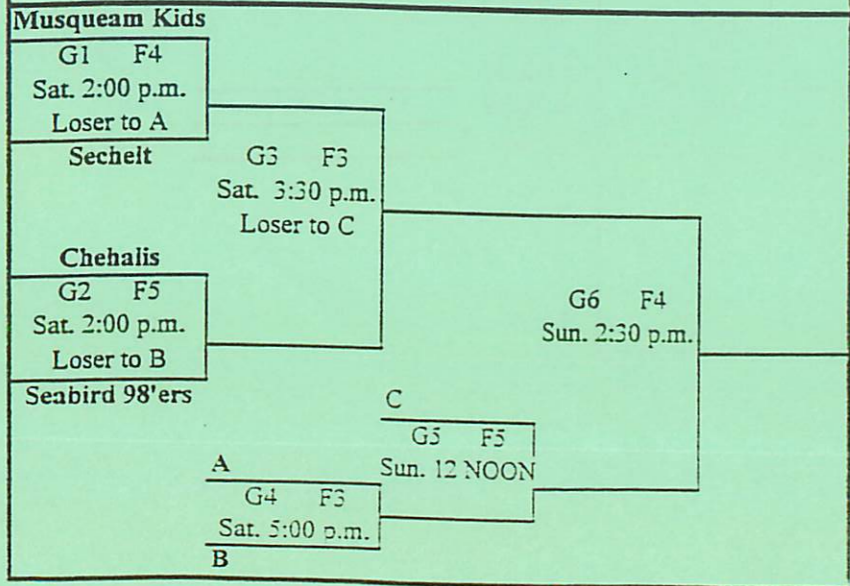 Musqueam Kids
G1 F4
Sat. 2:00 p.m.
Loser to A
Sechelt
G3 F3
Sat. 3:30 p.m.
Loser to C
Chehalis
G2 F5
Sat. 2:00 p.m.
Loser to B
Seabird 98'ers
G6 F4
Sun. 2:30 p.m.
C
G5 F5
Sun. 12 NOON
A
G4 F3
Sat. 5:00 p.m.
B